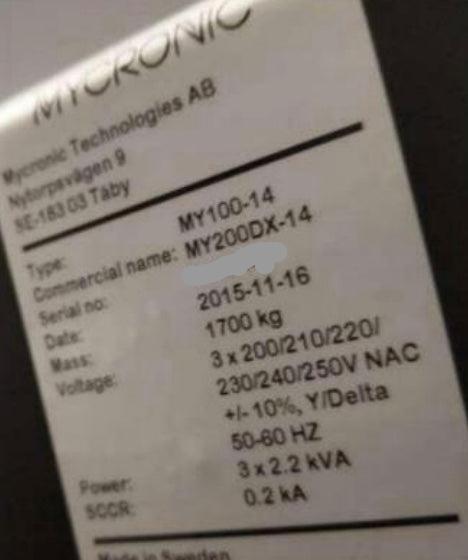 MYCRONIC
Mycronic Technologies AB
Nytorpsvägen 9
SE-183 03 Täby
Type: MY100-14
Commercial name: MY200DX-14
Serial no:
Date: 2015-11-16
Mass: 1700 kg
Voltage: 3 x 200/210/220/
230/240/250V NAC
+/- 10%, Y/Delta
50-60 HZ
Power: 3 x 2.2 kVA
SCCR: 0.2 kA
Made in Sweden